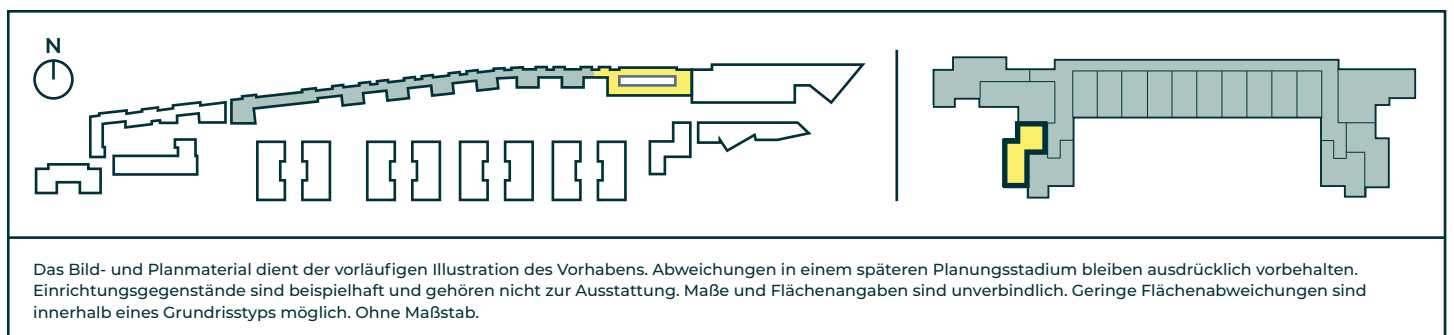 N
Das Bild- und Planmaterial dient der vorläufigen Illustration des Vorhabens. Abweichungen in einem späteren Planungsstadium bleiben ausdrücklich vorbehalten.
Einrichtungsgegenstände sind beispielhaft und gehören nicht zur Ausstattung. Maße und Flächenangaben sind unverbindlich. Geringe Flächenabweichungen sind
innerhalb eines Grundrisstyps möglich. Ohne Maßstab.